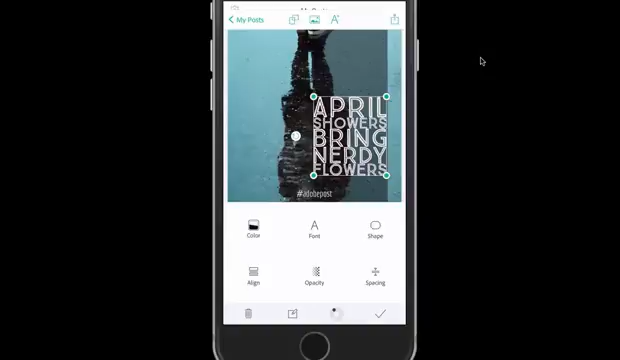 My Posts
APRIL
SHOWERS
BRING
NERDY
FLOWERS
#adobepost
Color
Font
Shape
Align
Opacity
Spacing